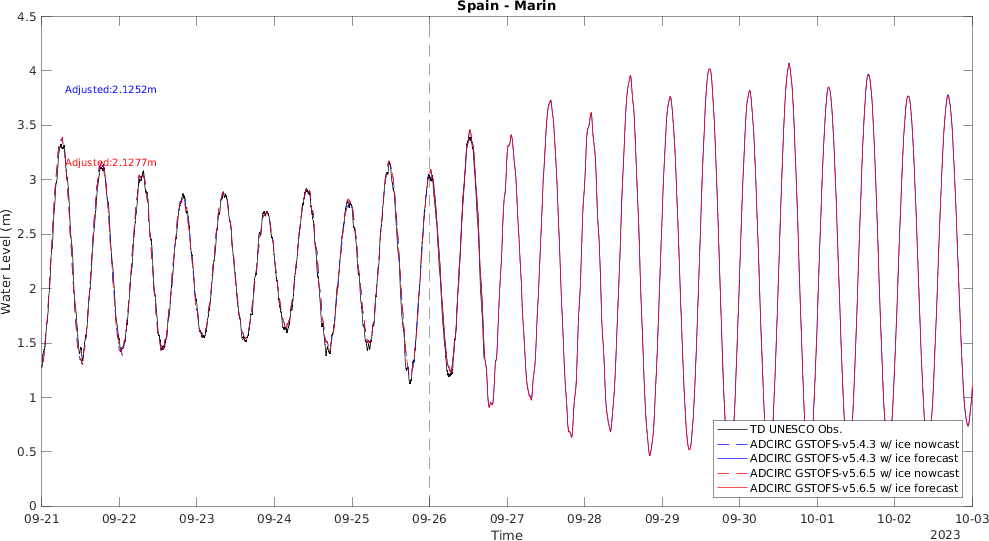 Spain - Marin
4.5
4
3.5
3
2.5
2
1.5
1
0.5
0
Water Level (m)
Adjusted:2.1252m
Adjusted:2.1277m
TD UNESCO Obs.
ADCIRC GSTOFS-v5.4.3 w/ ice nowcast
ADCIRC GSTOFS-v5.4.3 w/ ice forecast
ADCIRC GSTOFS-v5.6.5 w/ ice nowcast
ADCIRC GSTOFS-v5.6.5 w/ ice forecast
09-21 09-22 09-23 09-24 09-25 09-26 09-27 09-28 09-29 09-30 10-01 10-02 10-03
Time
2023